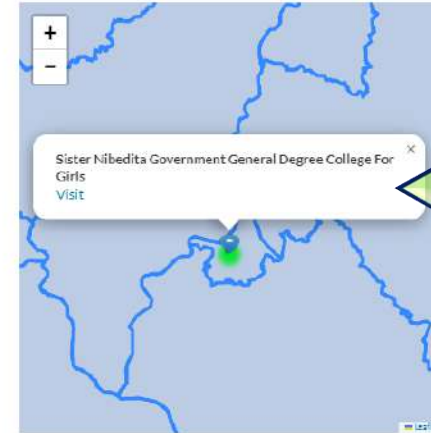 +
−
Sister Nibedita Government General Degree College For
Girls
Visit
×